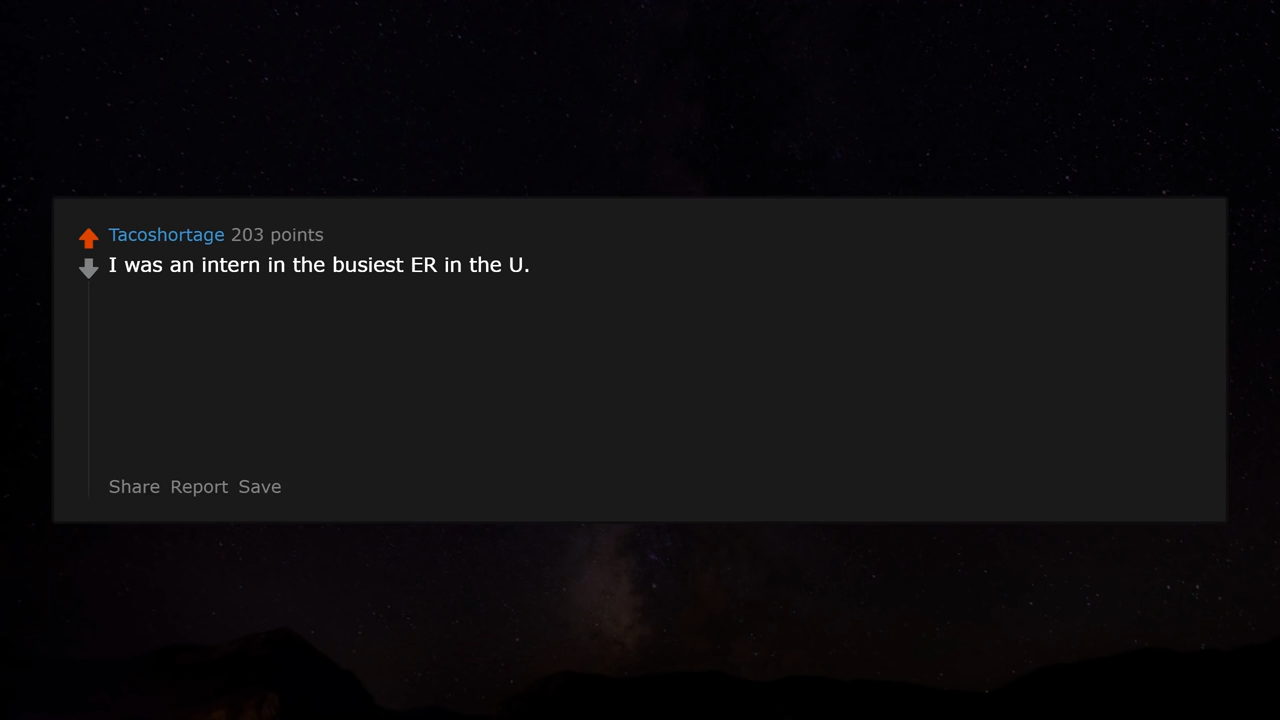 Tacoshortage 203 points
I was an intern in the busiest ER in the U.
Share Report Save